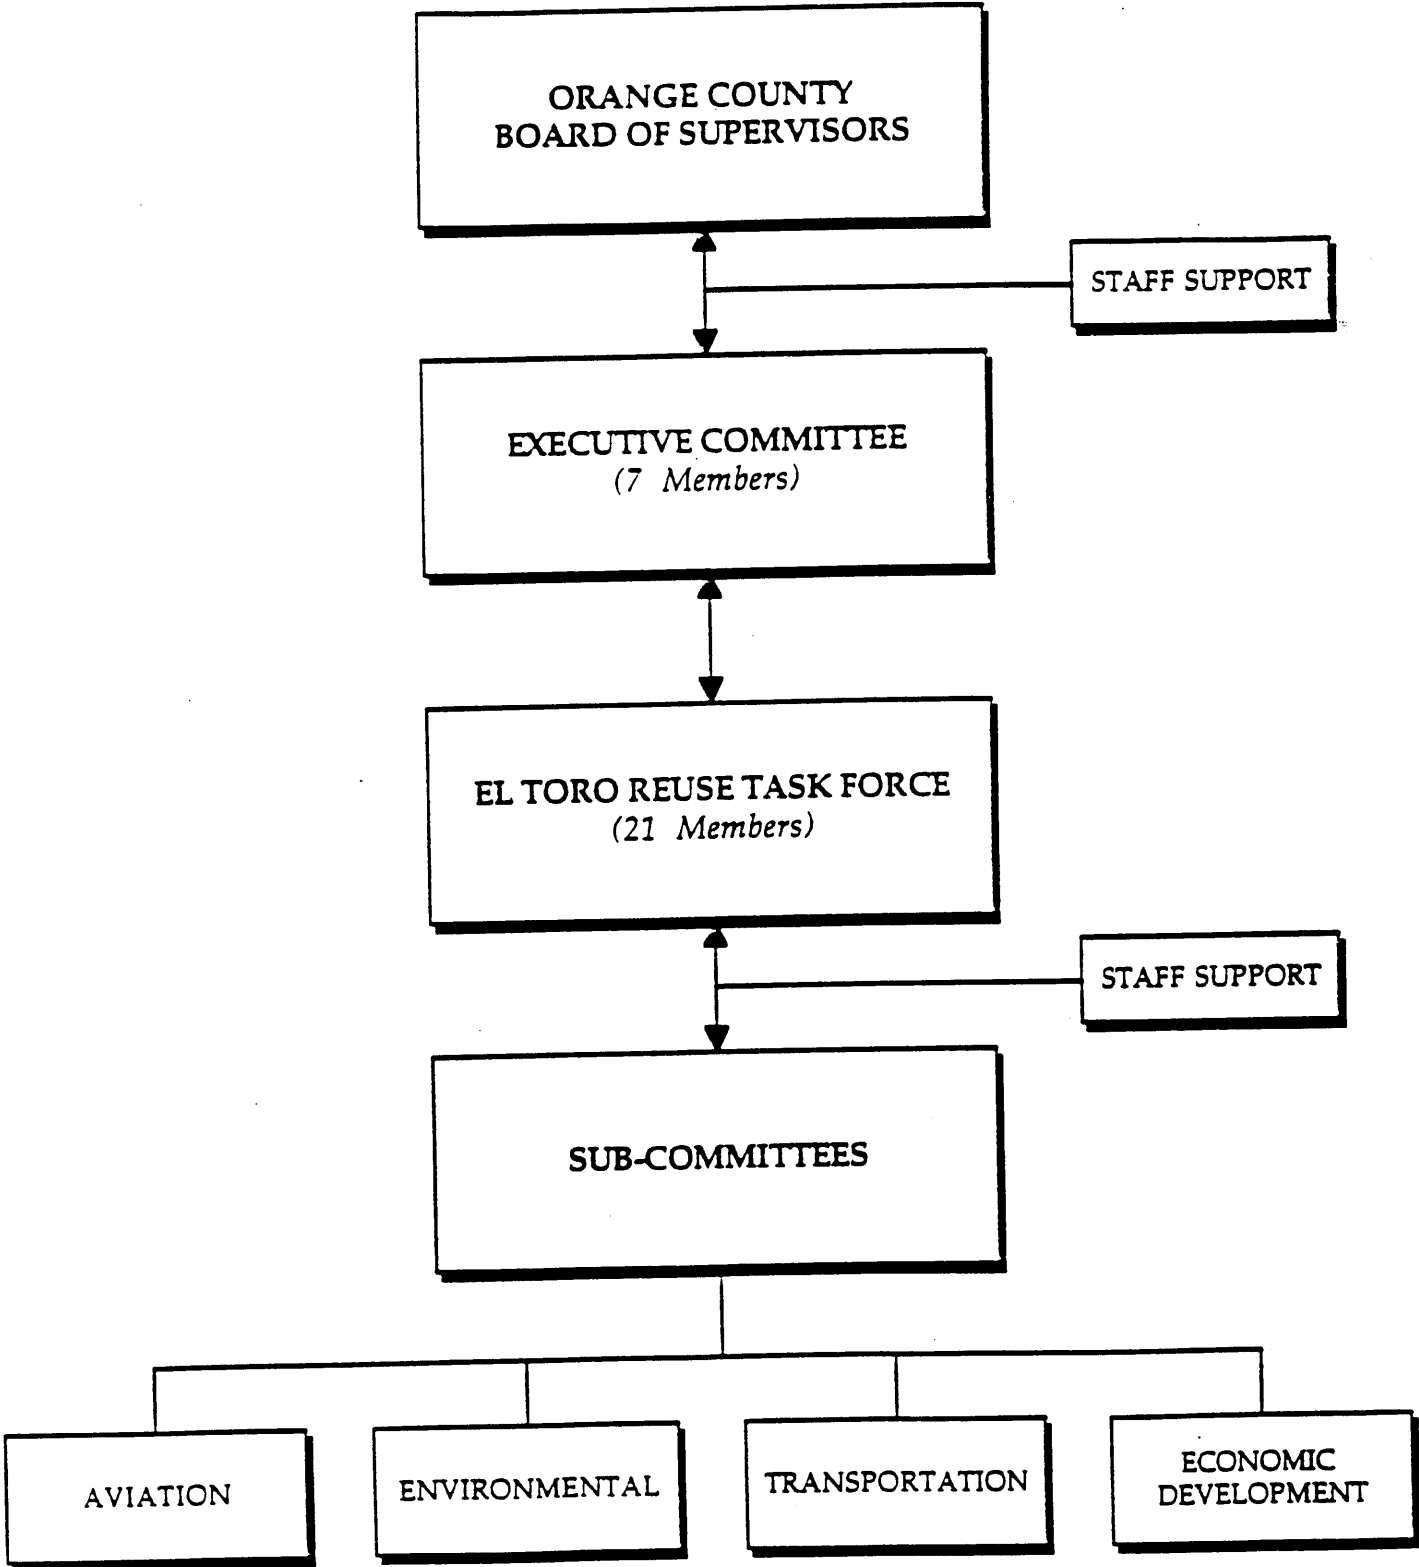 ORANGE COUNTY
BOARD OF SUPERVISORS
STAFF SUPPORT
EXECUTIVE COMMITTEE
(7 Members)
EL TORO REUSE TASK FORCE
(21 Members)
STAFF SUPPORT
SUB-COMMITTEES
AVIATION
ENVIRONMENTAL
TRANSPORTATION
ECONOMIC
DEVELOPMENT